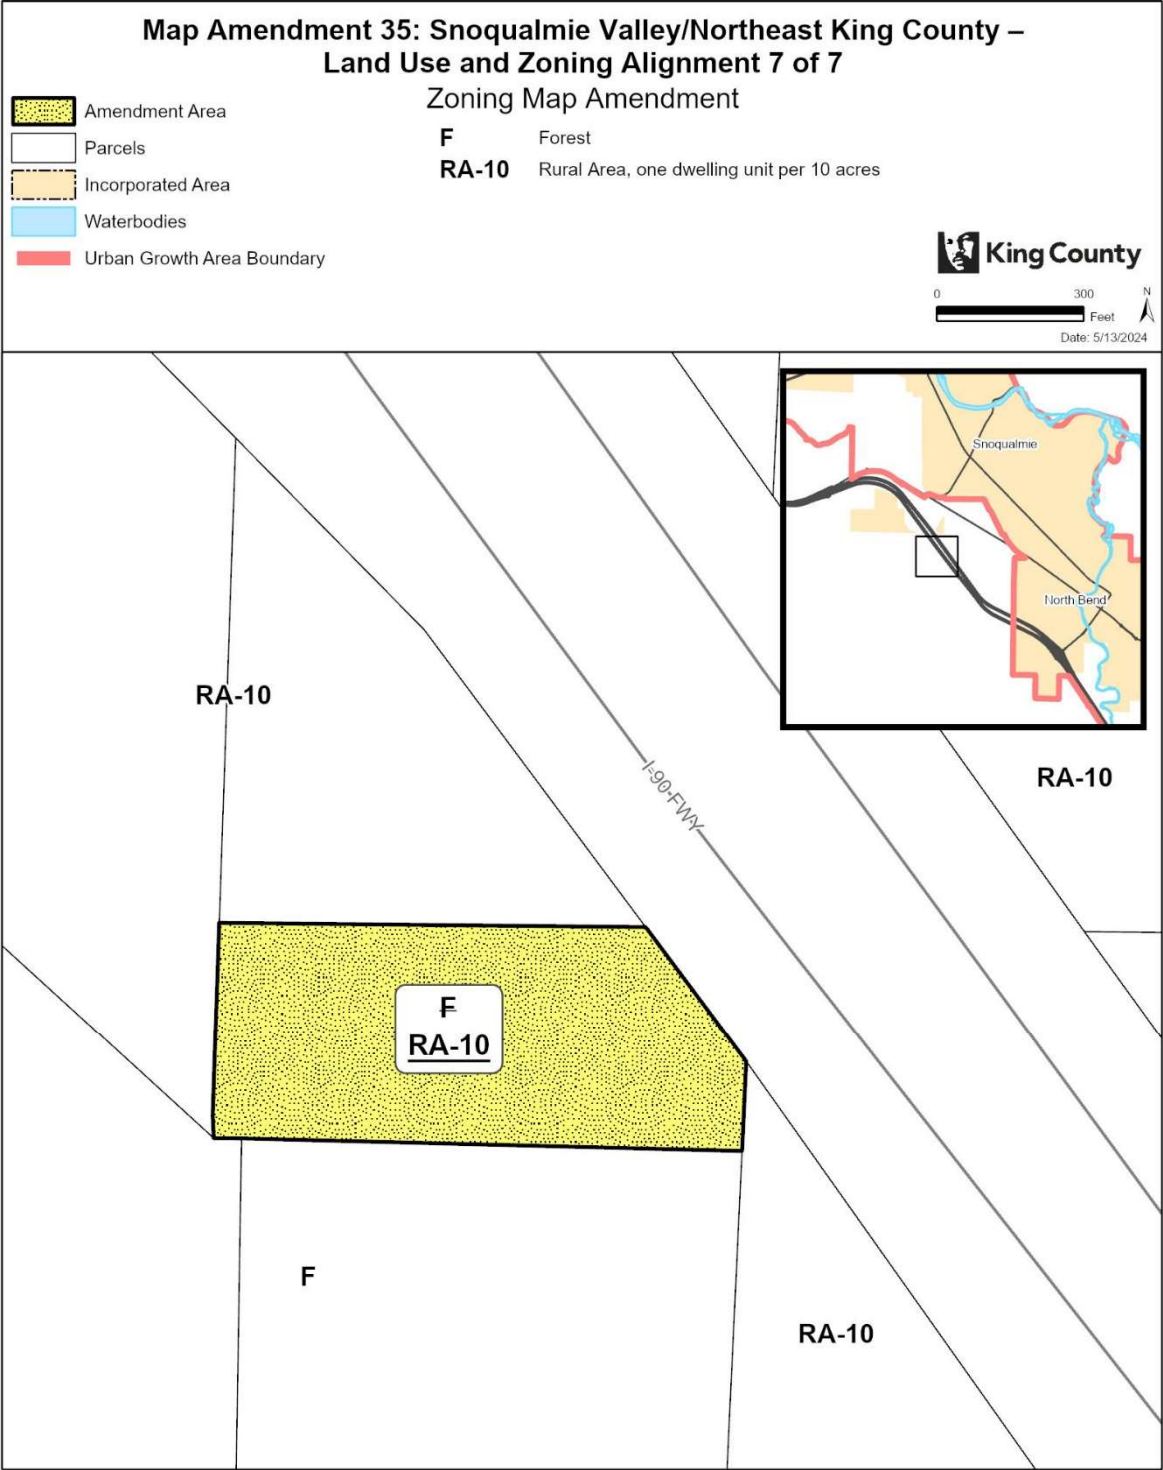 Map Amendment 35: Snoqualmie Valley/Northeast King County –
Land Use and Zoning Alignment 7 of 7
Zoning Map Amendment
Amendment Area
Parcels
Incorporated Area
Waterbodies
Urban Growth Area Boundary
F Forest
RA-10 Rural Area, one dwelling unit per 10 acres
King County
0 300
Feet
N
Date: 5/13/2024
Snoqualmie
North Bend
RA-10
I-90 FWY
RA-10
F
RA-10
F
RA-10